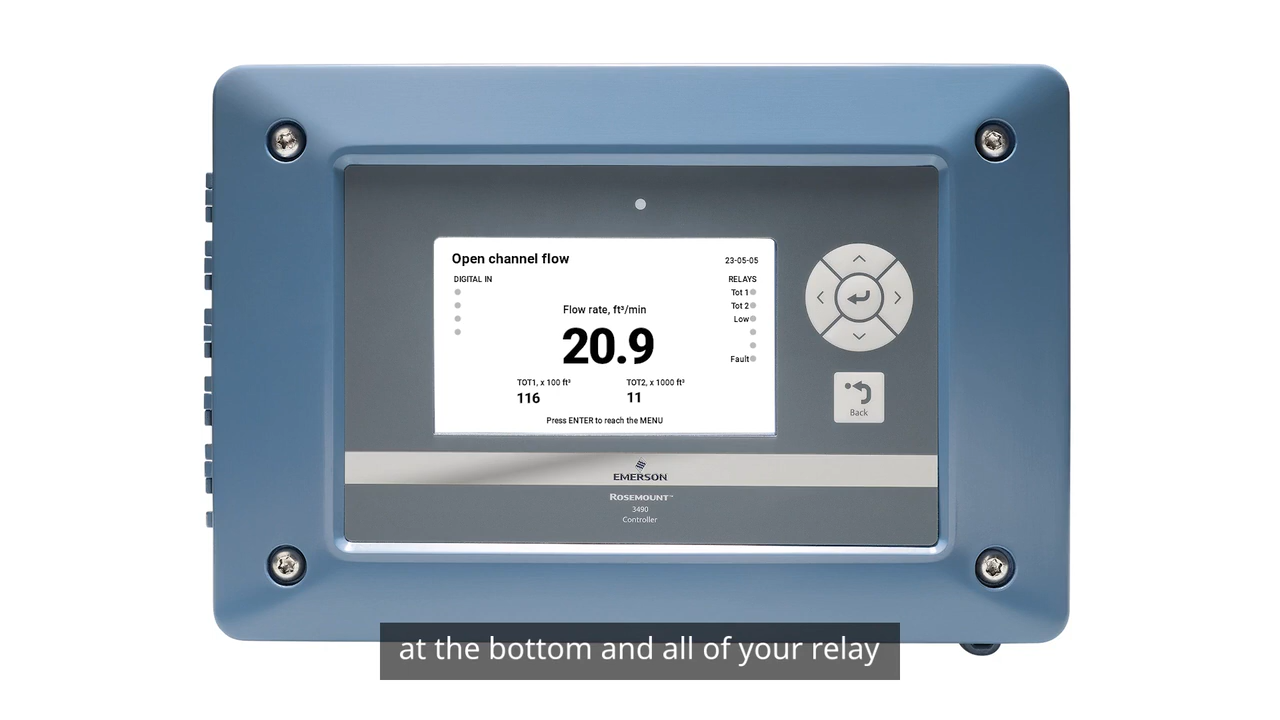 Open channel flow
23-05-05
DIGITAL IN
RELAYS
Tot 1
Tot 2
Low
Flow rate, ft³/min
20.9
Fault
TOT1, x 100 ft³
TOT2, x 1000 ft³
116
11
Press ENTER to reach the MENU
Back
EMERSON
ROSEMOUNT™
3490
Controller
at the bottom and all of your relay